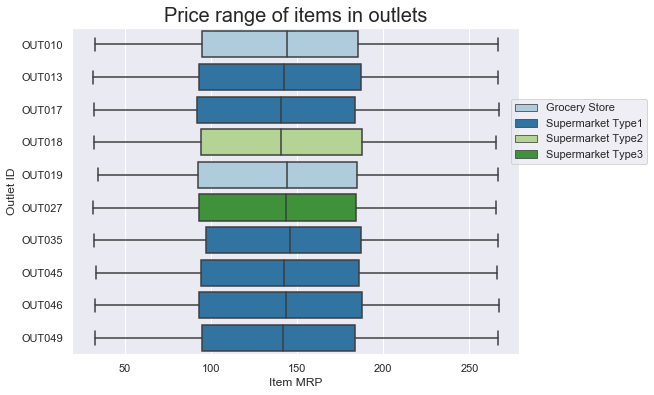 Price range of items in outlets
Outlet ID
OUT010
OUT013
OUT017
OUT018
OUT019
OUT027
OUT035
OUT045
OUT046
OUT049
50 100 150 200 250
Item MRP
Grocery Store
Supermarket Type1
Supermarket Type2
Supermarket Type3